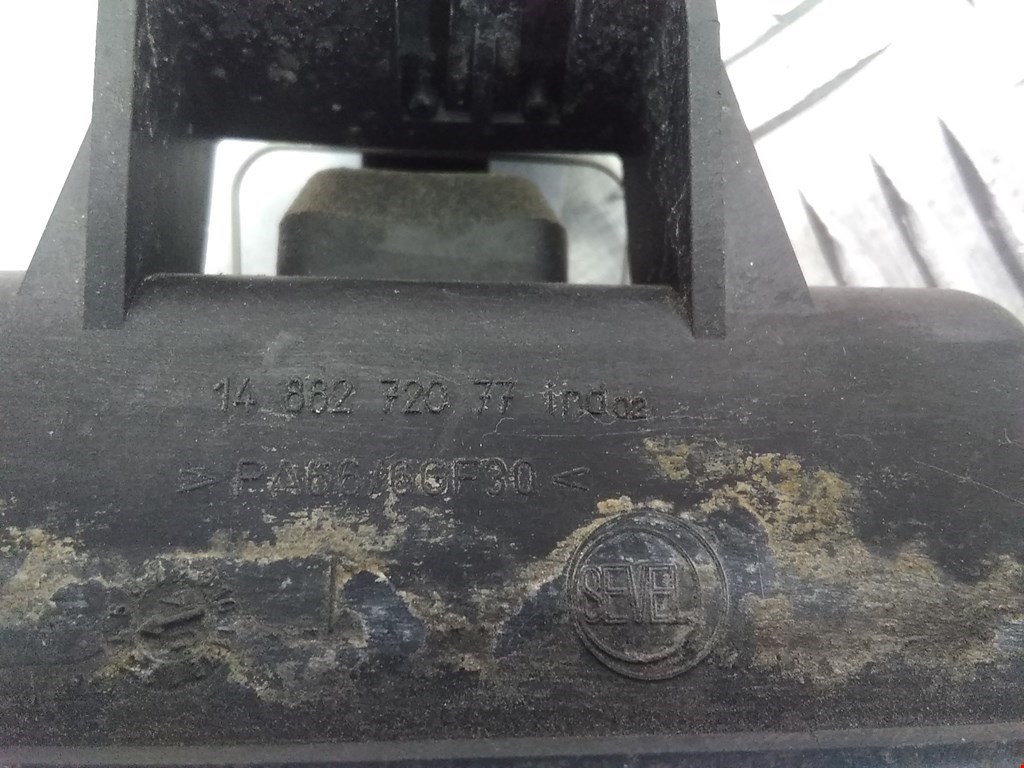 14 882 720 77 ind02
> PA66/6GF30 <
SEVEL